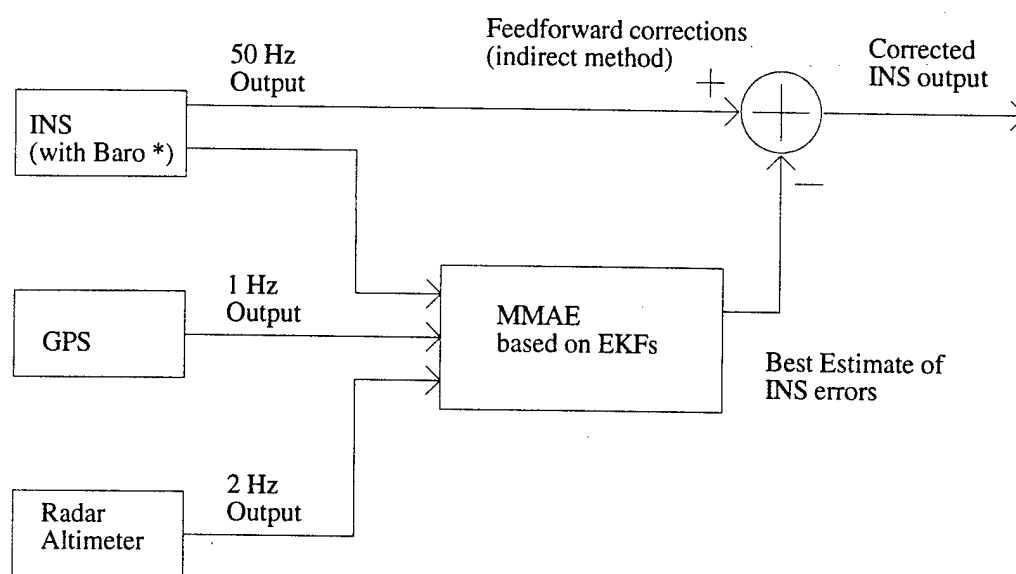 Feedforward corrections
(indirect method)
50 Hz
Output
Corrected
INS output
+
INS
(with Baro *)
—
1 Hz
Output
GPS
MMAE
based on EKFs
Best Estimate of
INS errors
2 Hz
Output
Radar
Altimeter